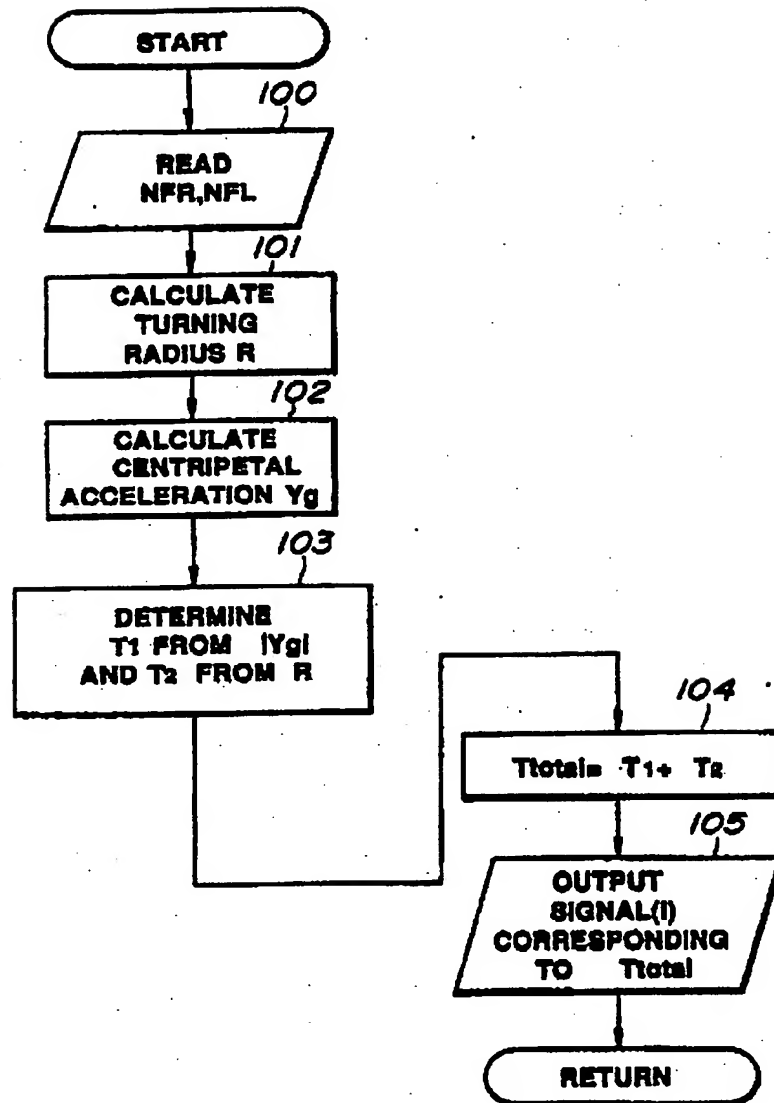 START
100
READ
NFR,NFL
101
CALCULATE
TURNING
RADIUS R
102
CALCULATE
CENTRIPETAL
ACCELERATION Yg
103
DETERMINE
T1 FROM |Yg|
AND T2 FROM R
104
Ttotal= T1+ T2
105
OUTPUT
SIGNAL(i)
CORRESPONDING
TO Ttotal
RETURN